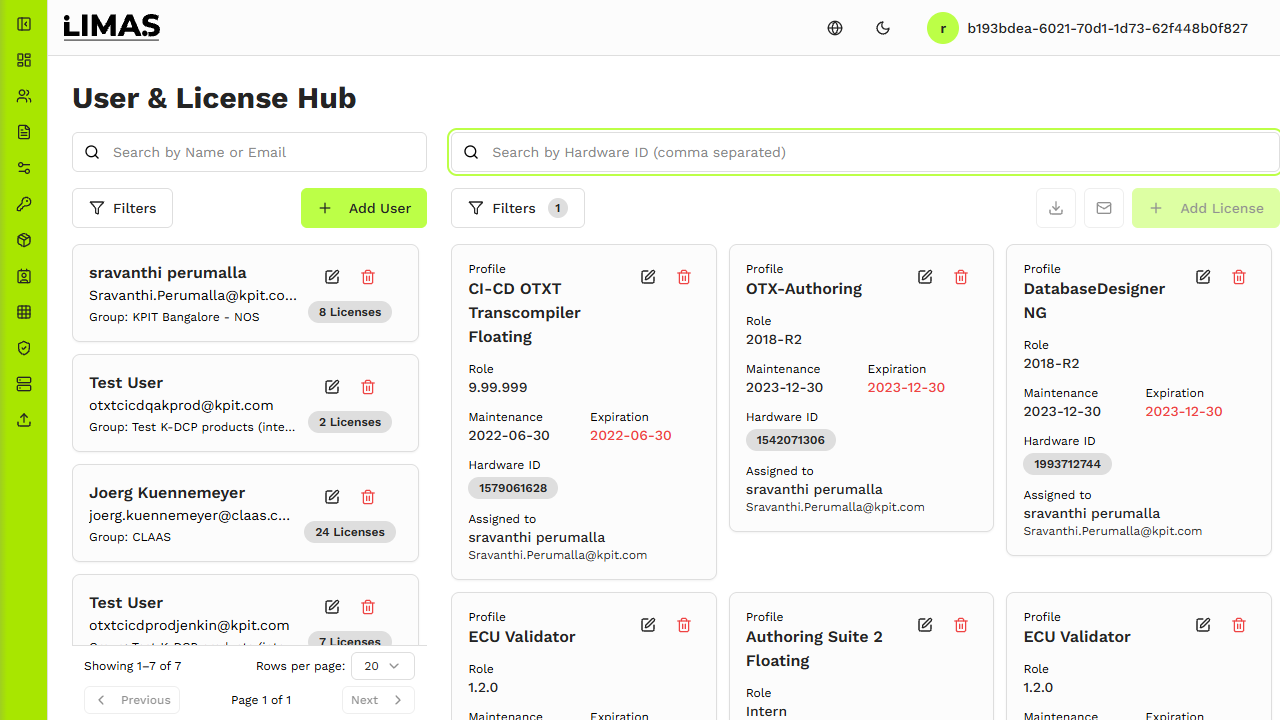 LIMAS
r
b193bdea-6021-70d1-1d73-62f448b0f827
User & License Hub
Search by Name or Email
Filters
Add User
sravanthi perumalla
Sravanthi.Perumalla@kpit.co...
Group: KPIT Bangalore - NOS
8 Licenses
Test User
otxtcicdqakprod@kpit.com
Group: Test K-DCP products (inte...
2 Licenses
Joerg Kuennemeyer
joerg.kuennemeyer@claas.c...
Group: CLAAS
24 Licenses
Test User
otxtcicdprodjenkin@kpit.com
7 Licenses
Showing 1–7 of 7
Rows per page:
20
Previous
Page 1 of 1
Next
Search by Hardware ID (comma separated)
Filters
1
Add License
Profile
CI-CD OTXT
Transcompiler
Floating
Role
9.99.999
Maintenance
2022-06-30
Expiration
2022-06-30
Hardware ID
1579061628
Assigned to
sravanthi perumalla
Sravanthi.Perumalla@kpit.com
Profile
OTX-Authoring
Role
2018-R2
Maintenance
2023-12-30
Expiration
2023-12-30
Hardware ID
1542071306
Assigned to
sravanthi perumalla
Sravanthi.Perumalla@kpit.com
Profile
DatabaseDesigner
NG
Role
2018-R2
Maintenance
2023-12-30
Expiration
2023-12-30
Hardware ID
1993712744
Assigned to
sravanthi perumalla
Sravanthi.Perumalla@kpit.com
Profile
ECU Validator
Role
1.2.0
Maintenance
Expiration
Profile
Authoring Suite 2
Floating
Role
Intern
Profile
ECU Validator
Role
1.2.0
Maintenance
Expiration